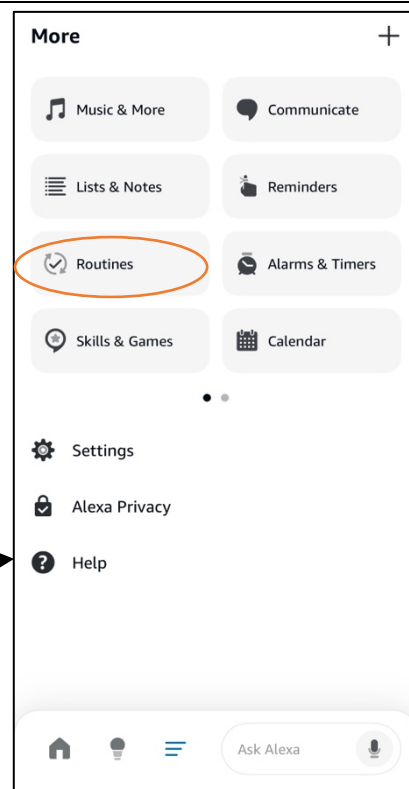 More
Music & More
Communicate
Lists & Notes
Reminders
Routines
Alarms & Timers
Skills & Games
Calendar
Settings
Alexa Privacy
Help
Ask Alexa